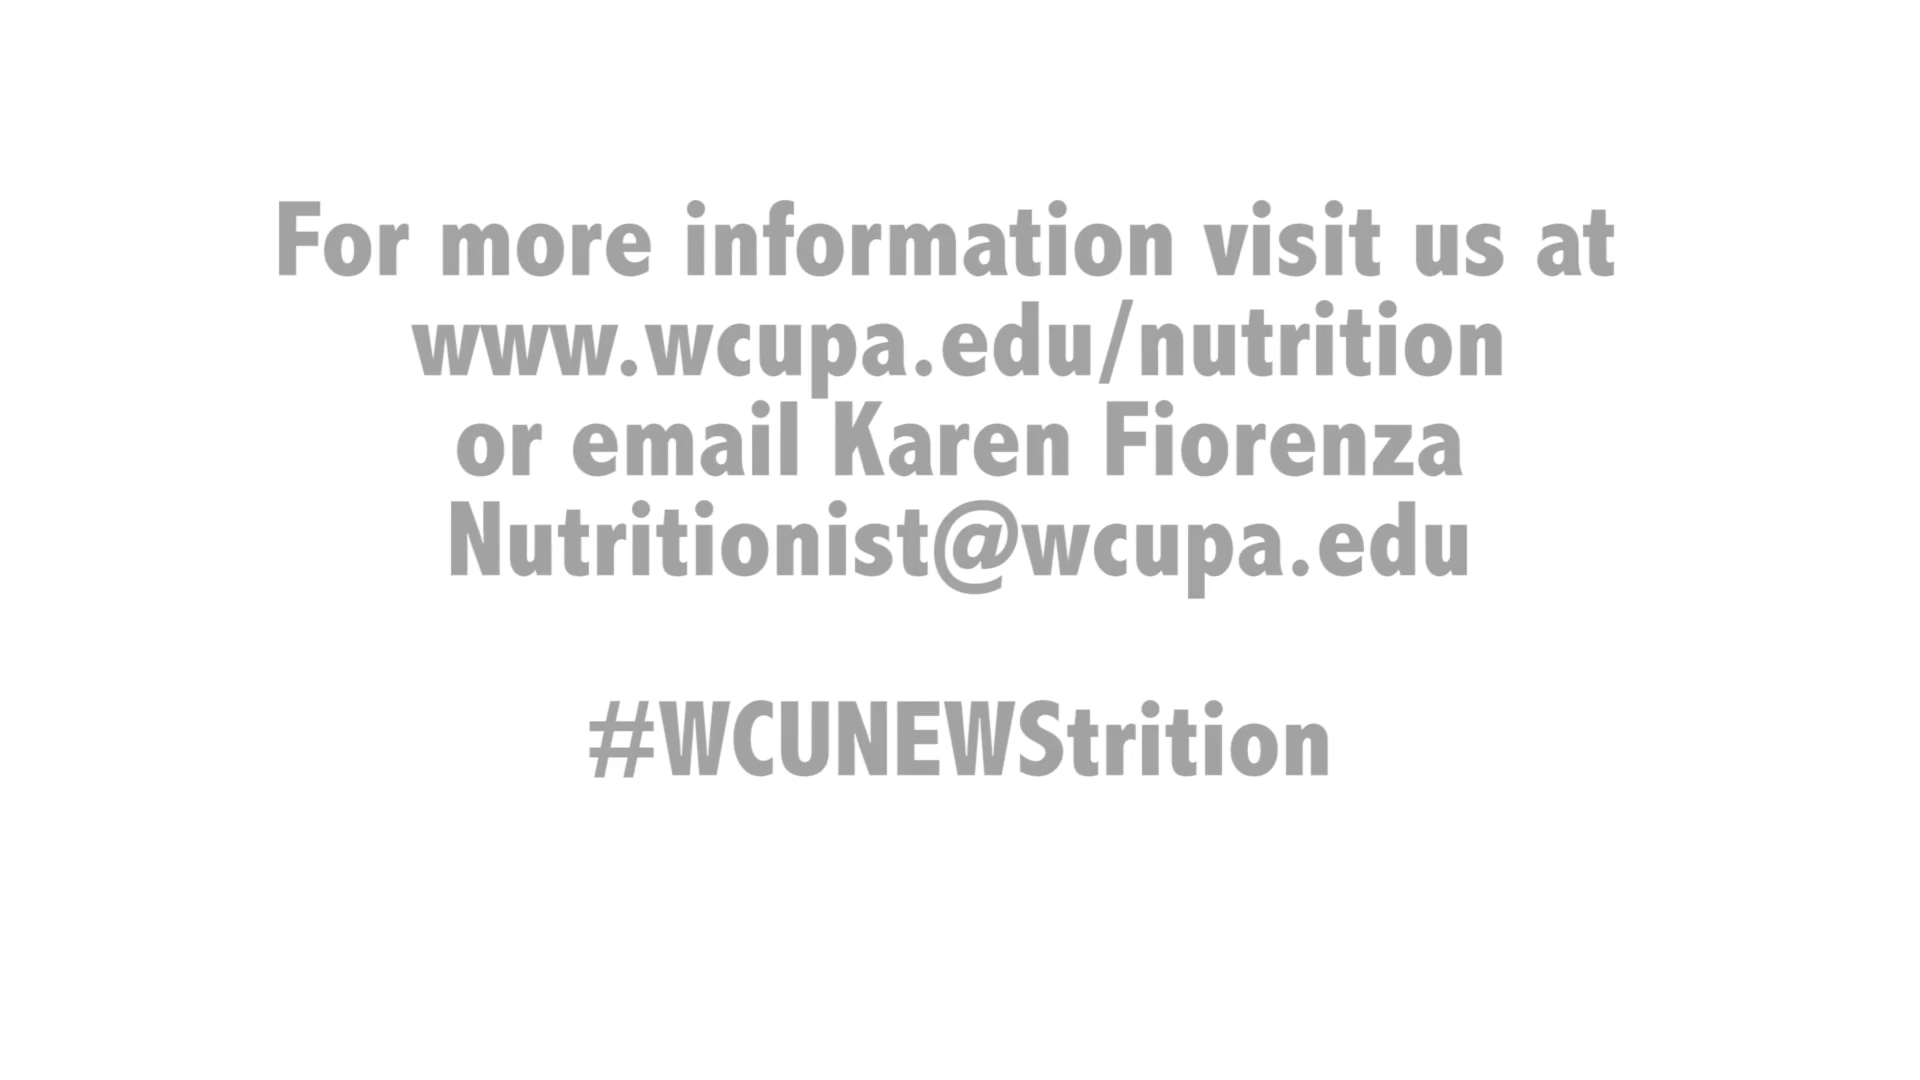 For more information visit us at
www.wcupa.edu/nutrition
or email Karen Fiorenza
Nutritionist@wcupa.edu
#WCUNEWStrition